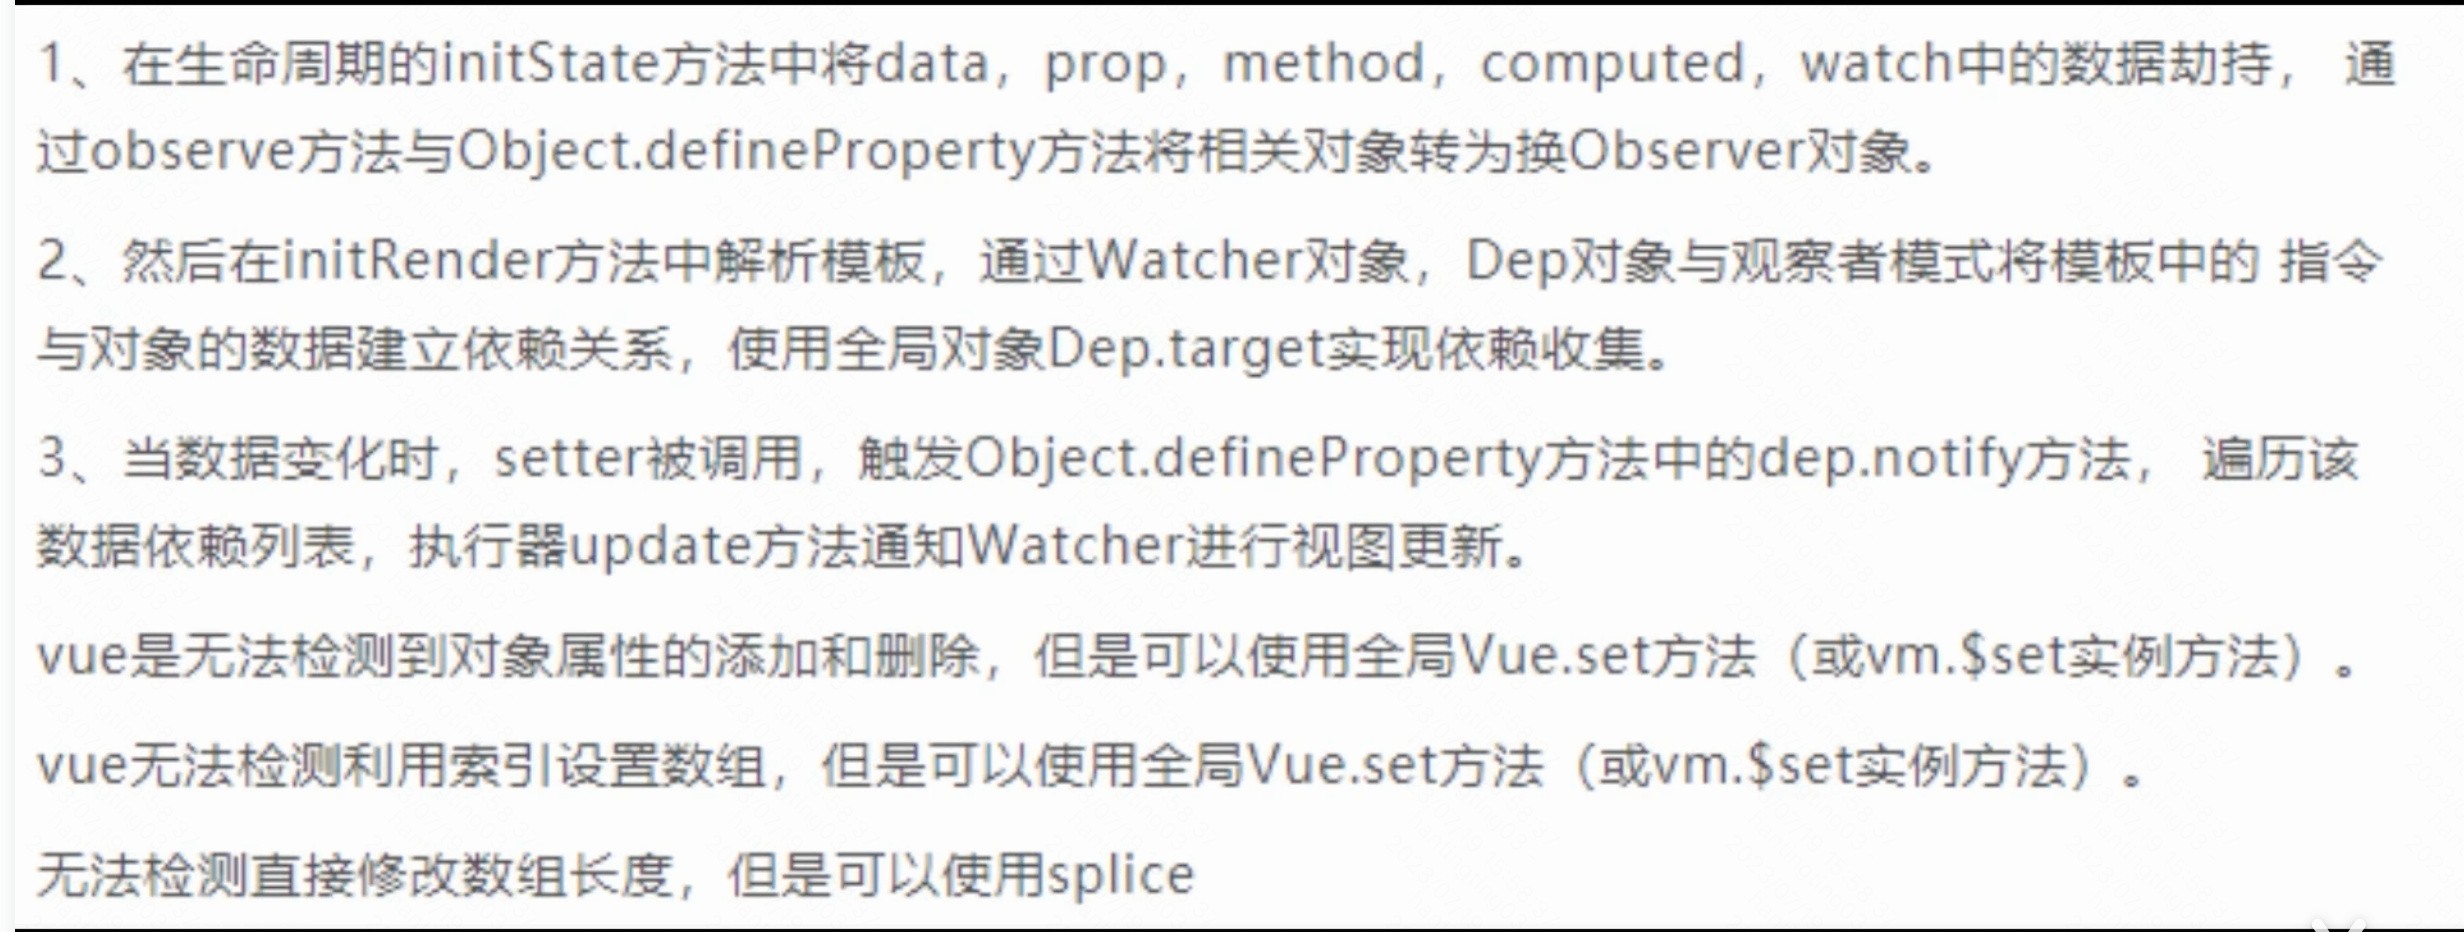 1、在生命周期的initState方法中将data，prop，method，computed，watch中的数据劫持， 通
过observe方法与Object.defineProperty方法将相关对象转为换Observer对象。
2、然后在initRender方法中解析模板，通过Watcher对象，Dep对象与观察者模式将模板中的 指令
与对象的数据建立依赖关系，使用全局对象Dep.target实现依赖收集。
3、当数据变化时，setter被调用，触发Object.defineProperty方法中的dep.notify方法， 遍历该
数据依赖列表，执行器update方法通知Watcher进行视图更新。
vue是无法检测到对象属性的添加和删除，但是可以使用全局Vue.set方法（或vm.$set实例方法）。
vue无法检测利用索引设置数组，但是可以使用全局Vue.set方法（或vm.$set实例方法）。
无法检测直接修改数组长度，但是可以使用splice